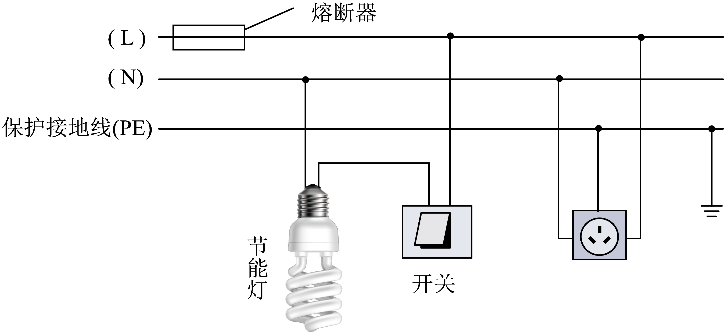 熔断器
( L )
( N)
保护接地线(PE)
节能灯
开关